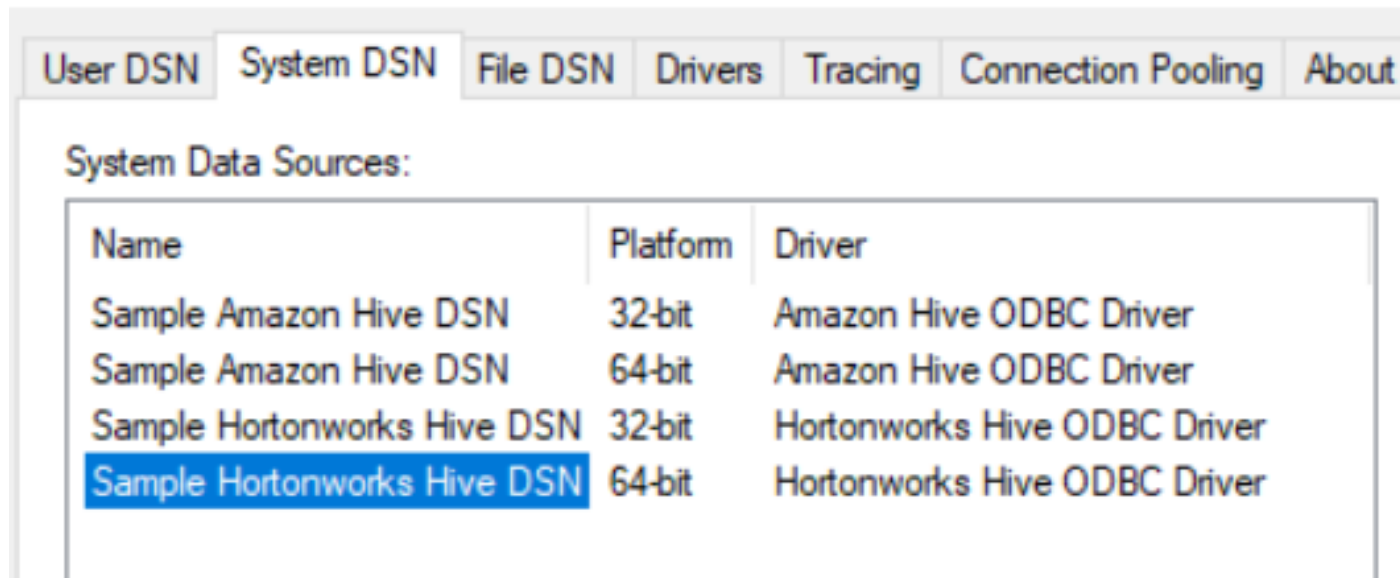 User DSN System DSN File DSN Drivers Tracing Connection Pooling About
System Data Sources:
Name Platform Driver
Sample Amazon Hive DSN 32-bit Amazon Hive ODBC Driver
Sample Amazon Hive DSN 64-bit Amazon Hive ODBC Driver
Sample Hortonworks Hive DSN 32-bit Hortonworks Hive ODBC Driver
Sample Hortonworks Hive DSN 64-bit Hortonworks Hive ODBC Driver